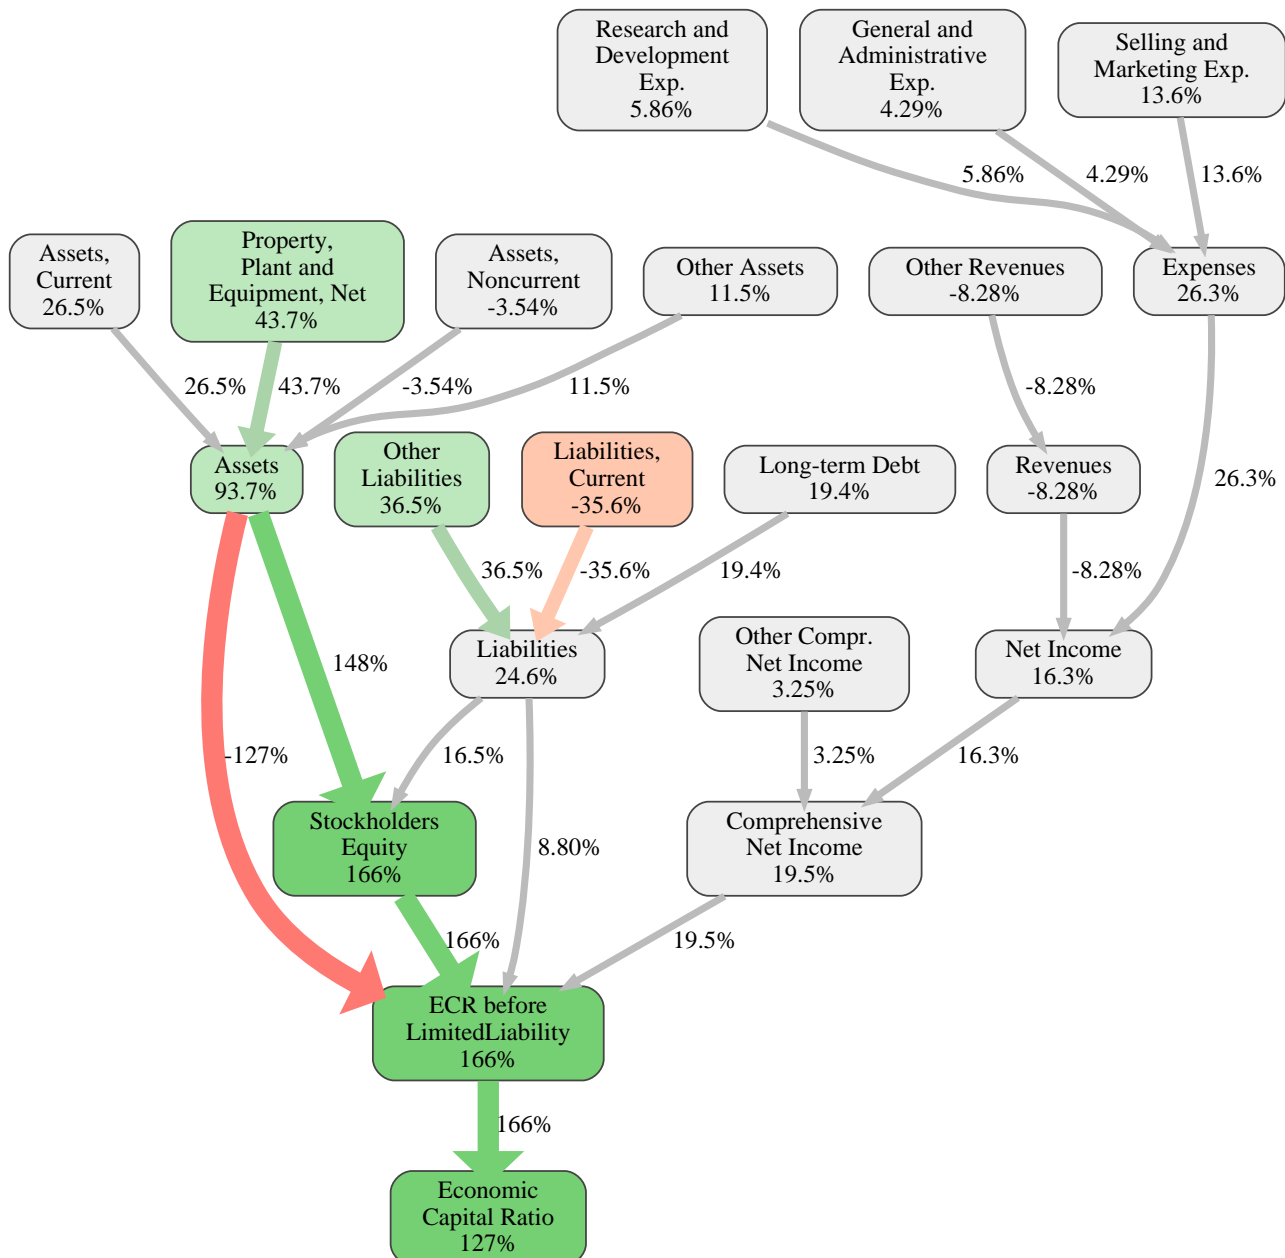 Research and
Development
Exp.
5.86%
General and
Administrative
Exp.
4.29%
Selling and
Marketing Exp.
13.6%
5.86%
4.29%
13.6%
Assets,
Current
26.5%
Property,
Plant and
Equipment, Net
43.7%
Assets,
Noncurrent
-3.54%
Other Assets
11.5%
Other Revenues
-8.28%
Expenses
26.3%
26.5%
43.7%
-3.54%
11.5%
-8.28%
26.3%
Assets
93.7%
Other
Liabilities
36.5%
Liabilities,
Current
-35.6%
Long-term Debt
19.4%
Revenues
-8.28%
36.5%
-35.6%
19.4%
-8.28%
148%
Liabilities
24.6%
Other Compr.
Net Income
3.25%
Net Income
16.3%
-127%
16.5%
3.25%
16.3%
Stockholders
Equity
166%
8.80%
Comprehensive
Net Income
19.5%
166%
19.5%
ECR before
LimitedLiability
166%
166%
Economic
Capital Ratio
127%